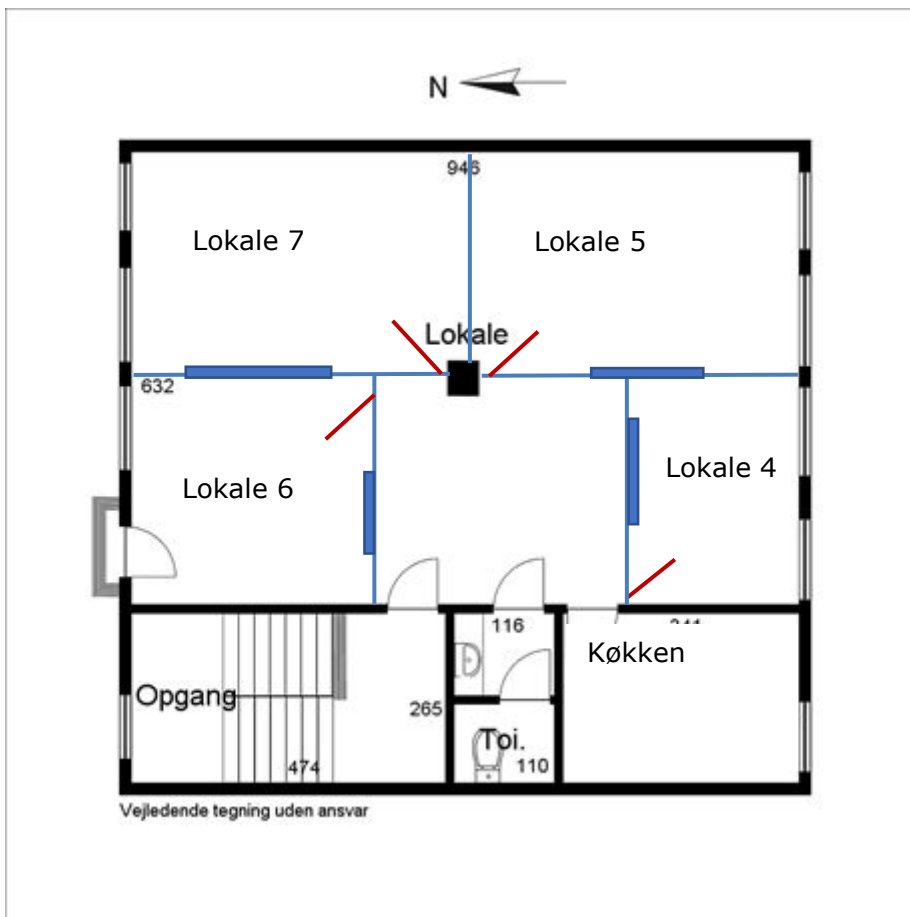 N
946
Lokale 7
Lokale 5
Lokale
632
Lokale 6
Lokale 4
116
Køkken
Opgang
265
Toi.
474
110
Vejledende tegning uden ansvar